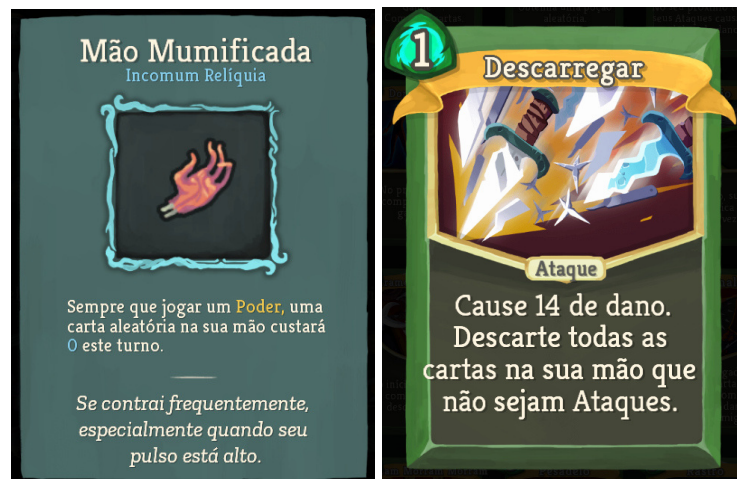 Mão Mumificada
Incomum Relíquia
Sempre que jogar um Poder, uma
carta aleatória na sua mão custará
0 este turno.
Se contrai frequentemente,
especialmente quando seu
pulso está alto.
1
Descarregar
Ataque
Cause 14 de dano.
Descarte todas as
cartas na sua mão que
não sejam Ataques.